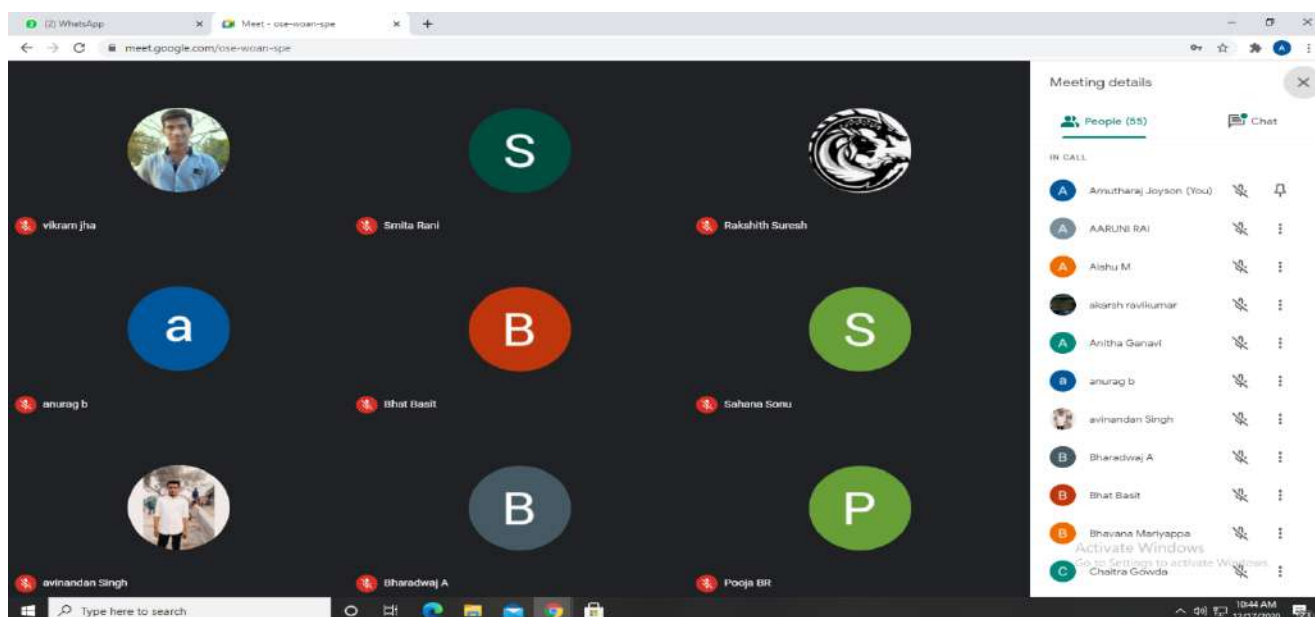 (2) WhatsApp
Meet - ose-woan-spe
meet.google.com/ose-woan-spe
A
S
vikram jha
Smita Rani
Rakshith Suresh
a
B
S
anurag b
Bhat Basit
Sahana Sonu
B
P
avinandan Singh
Bharadwaj A
Pooja BR
Meeting details
People (55)
Chat
IN CALL
A Amutharaj Joyson (You)
A AARUNI RAI
A Aishu M
akarsh ravikumar
A Anitha Ganavi
a anurag b
avinandan Singh
B Bharadwaj A
B Bhat Basit
B Bhavana Mariyappa
Activate Windows
Go to Settings to activate Windows.
C Chaitra Gowda
Type here to search
10:44 AM
12/17/2020